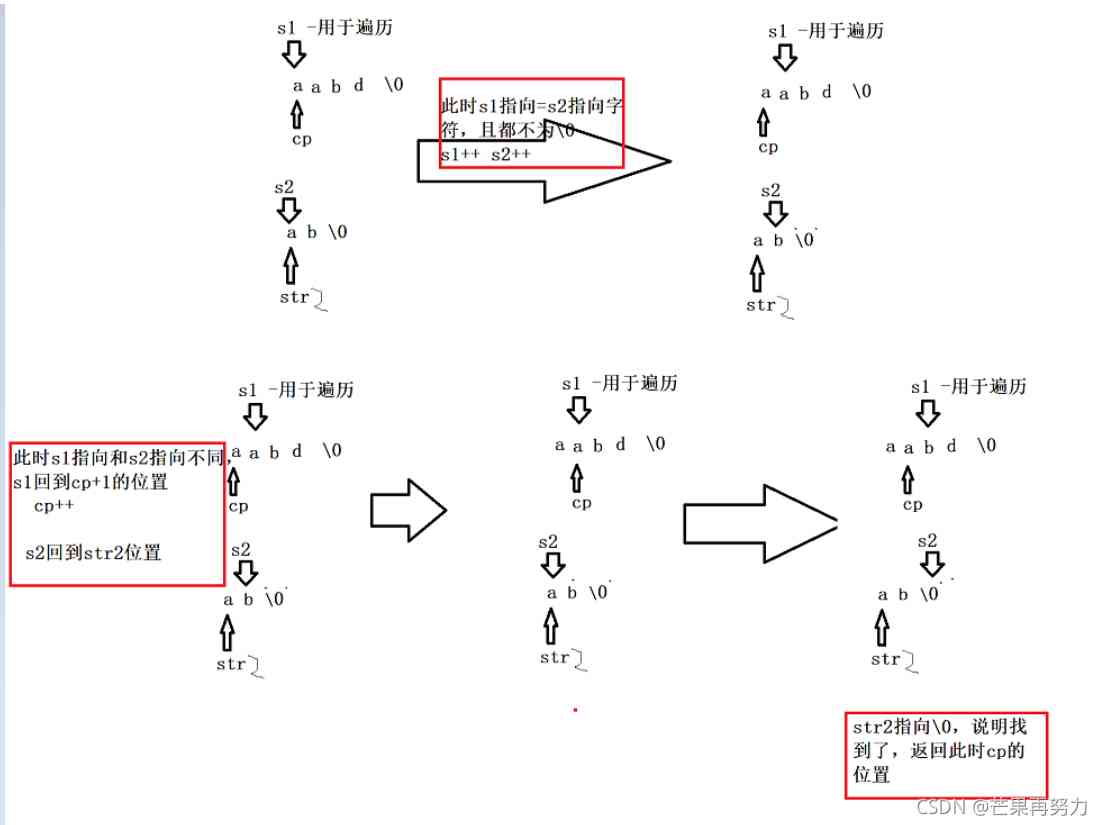 s1 -用于遍历
a a b d \0
cp
s2
a b \0
str2
此时s1指向=s2指向字
符，且都不为\0
s1++ s2++
s1 -用于遍历
a a b d \0
cp
s2
a b \0
str2
此时s1指向和s2指向不同，
s1回到cp+1的位置
cp++
s2回到str2位置
s1 -用于遍历
a a b d \0
cp
s2
a b \0
str2
s1 -用于遍历
a a b d \0
cp
s2
a b \0
str2
s1 -用于遍历
a a b d \0
cp
s2
a b \0
str2
str2指向\0，说明找
到了，返回此时cp的
位置
CSDN @芒果再努力